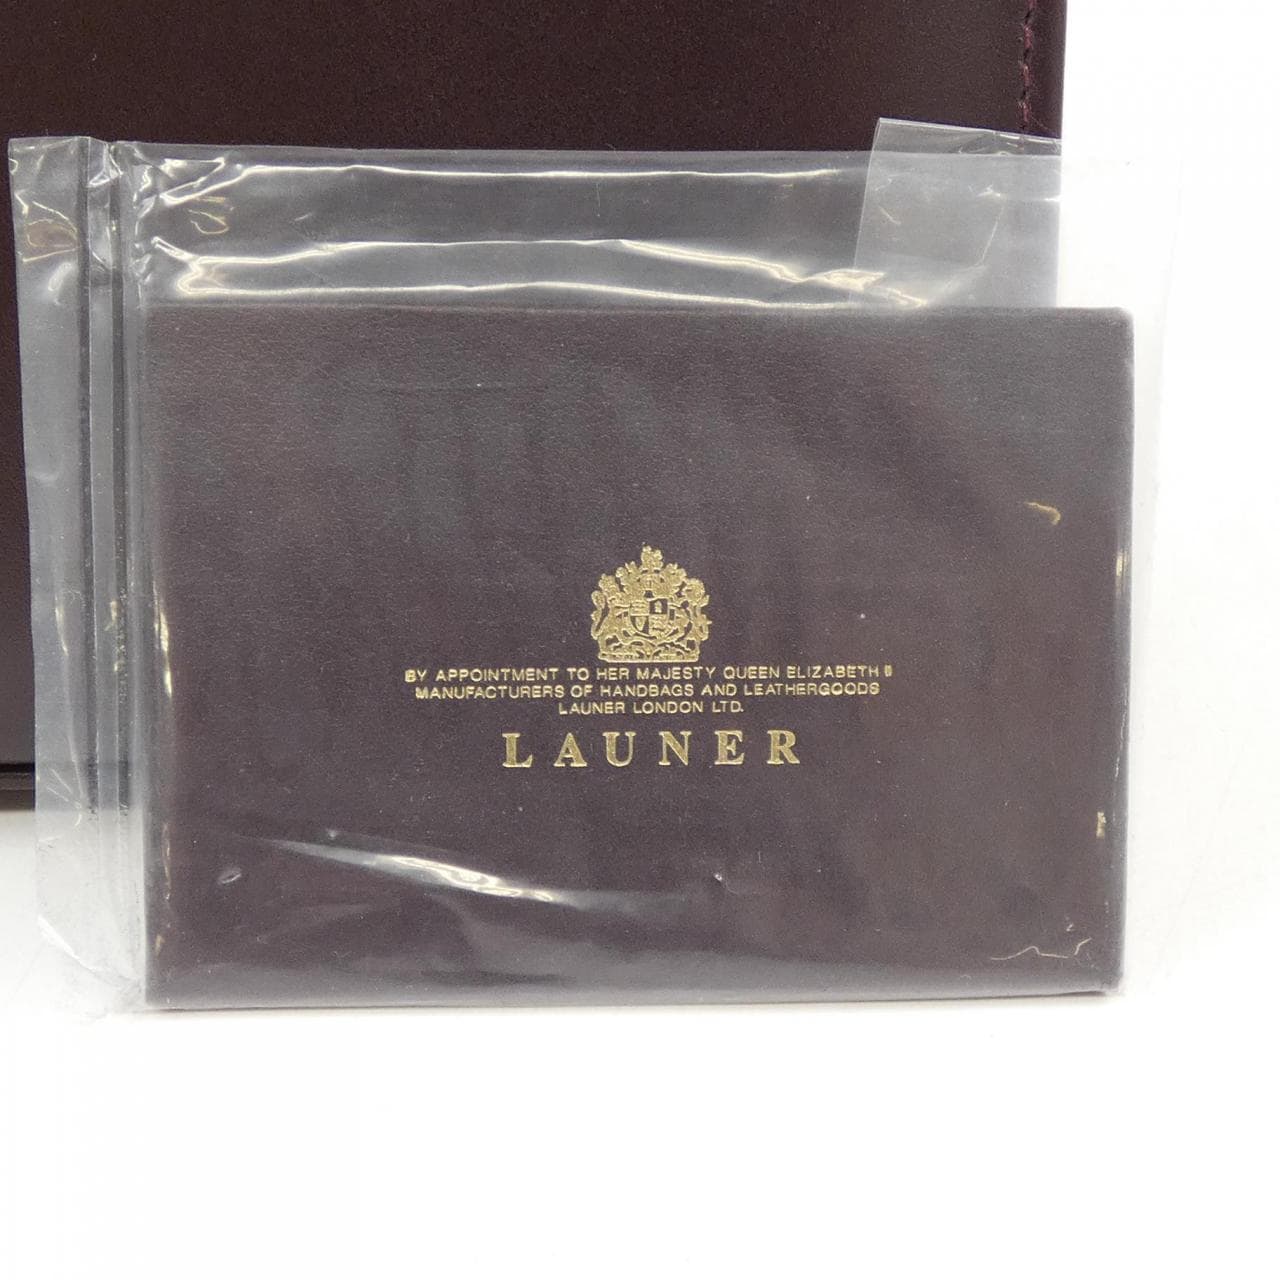 BY APPOINTMENT TO HER MAJESTY QUEEN ELIZABETH II
MANUFACTURERS OF HANDBAGS AND LEATHERGOODS
LAUNER LONDON LTD.
LAUNER